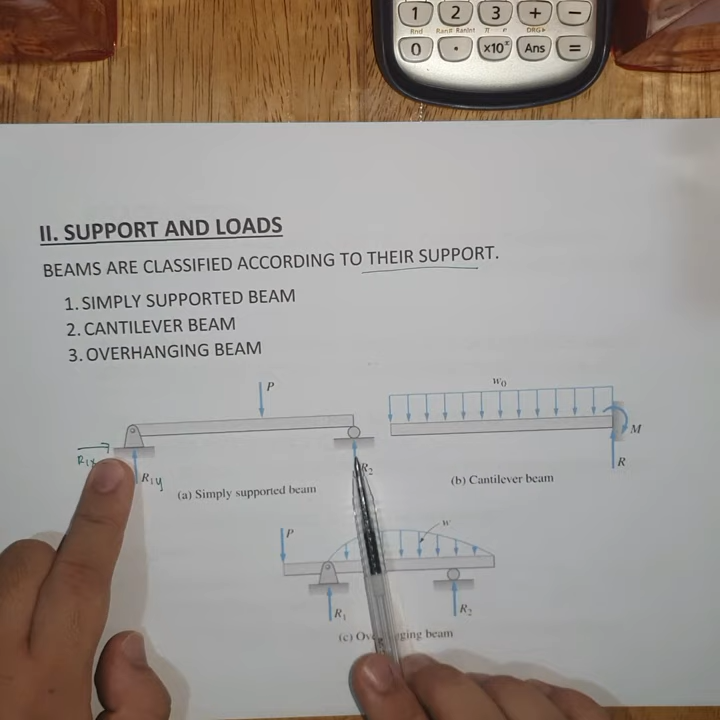 1 2 3 + −
Rnd Ran# RanInt π e DRG▸
0 · ×10ˣ Ans =
II. SUPPORT AND LOADS
BEAMS ARE CLASSIFIED ACCORDING TO THEIR SUPPORT.
1. SIMPLY SUPPORTED BEAM
2. CANTILEVER BEAM
3. OVERHANGING BEAM
P
w₀
R₁ₓ
M
R₁y
R₂
R
(a) Simply supported beam
(b) Cantilever beam
P
w
R₁
R₂
(c) beam